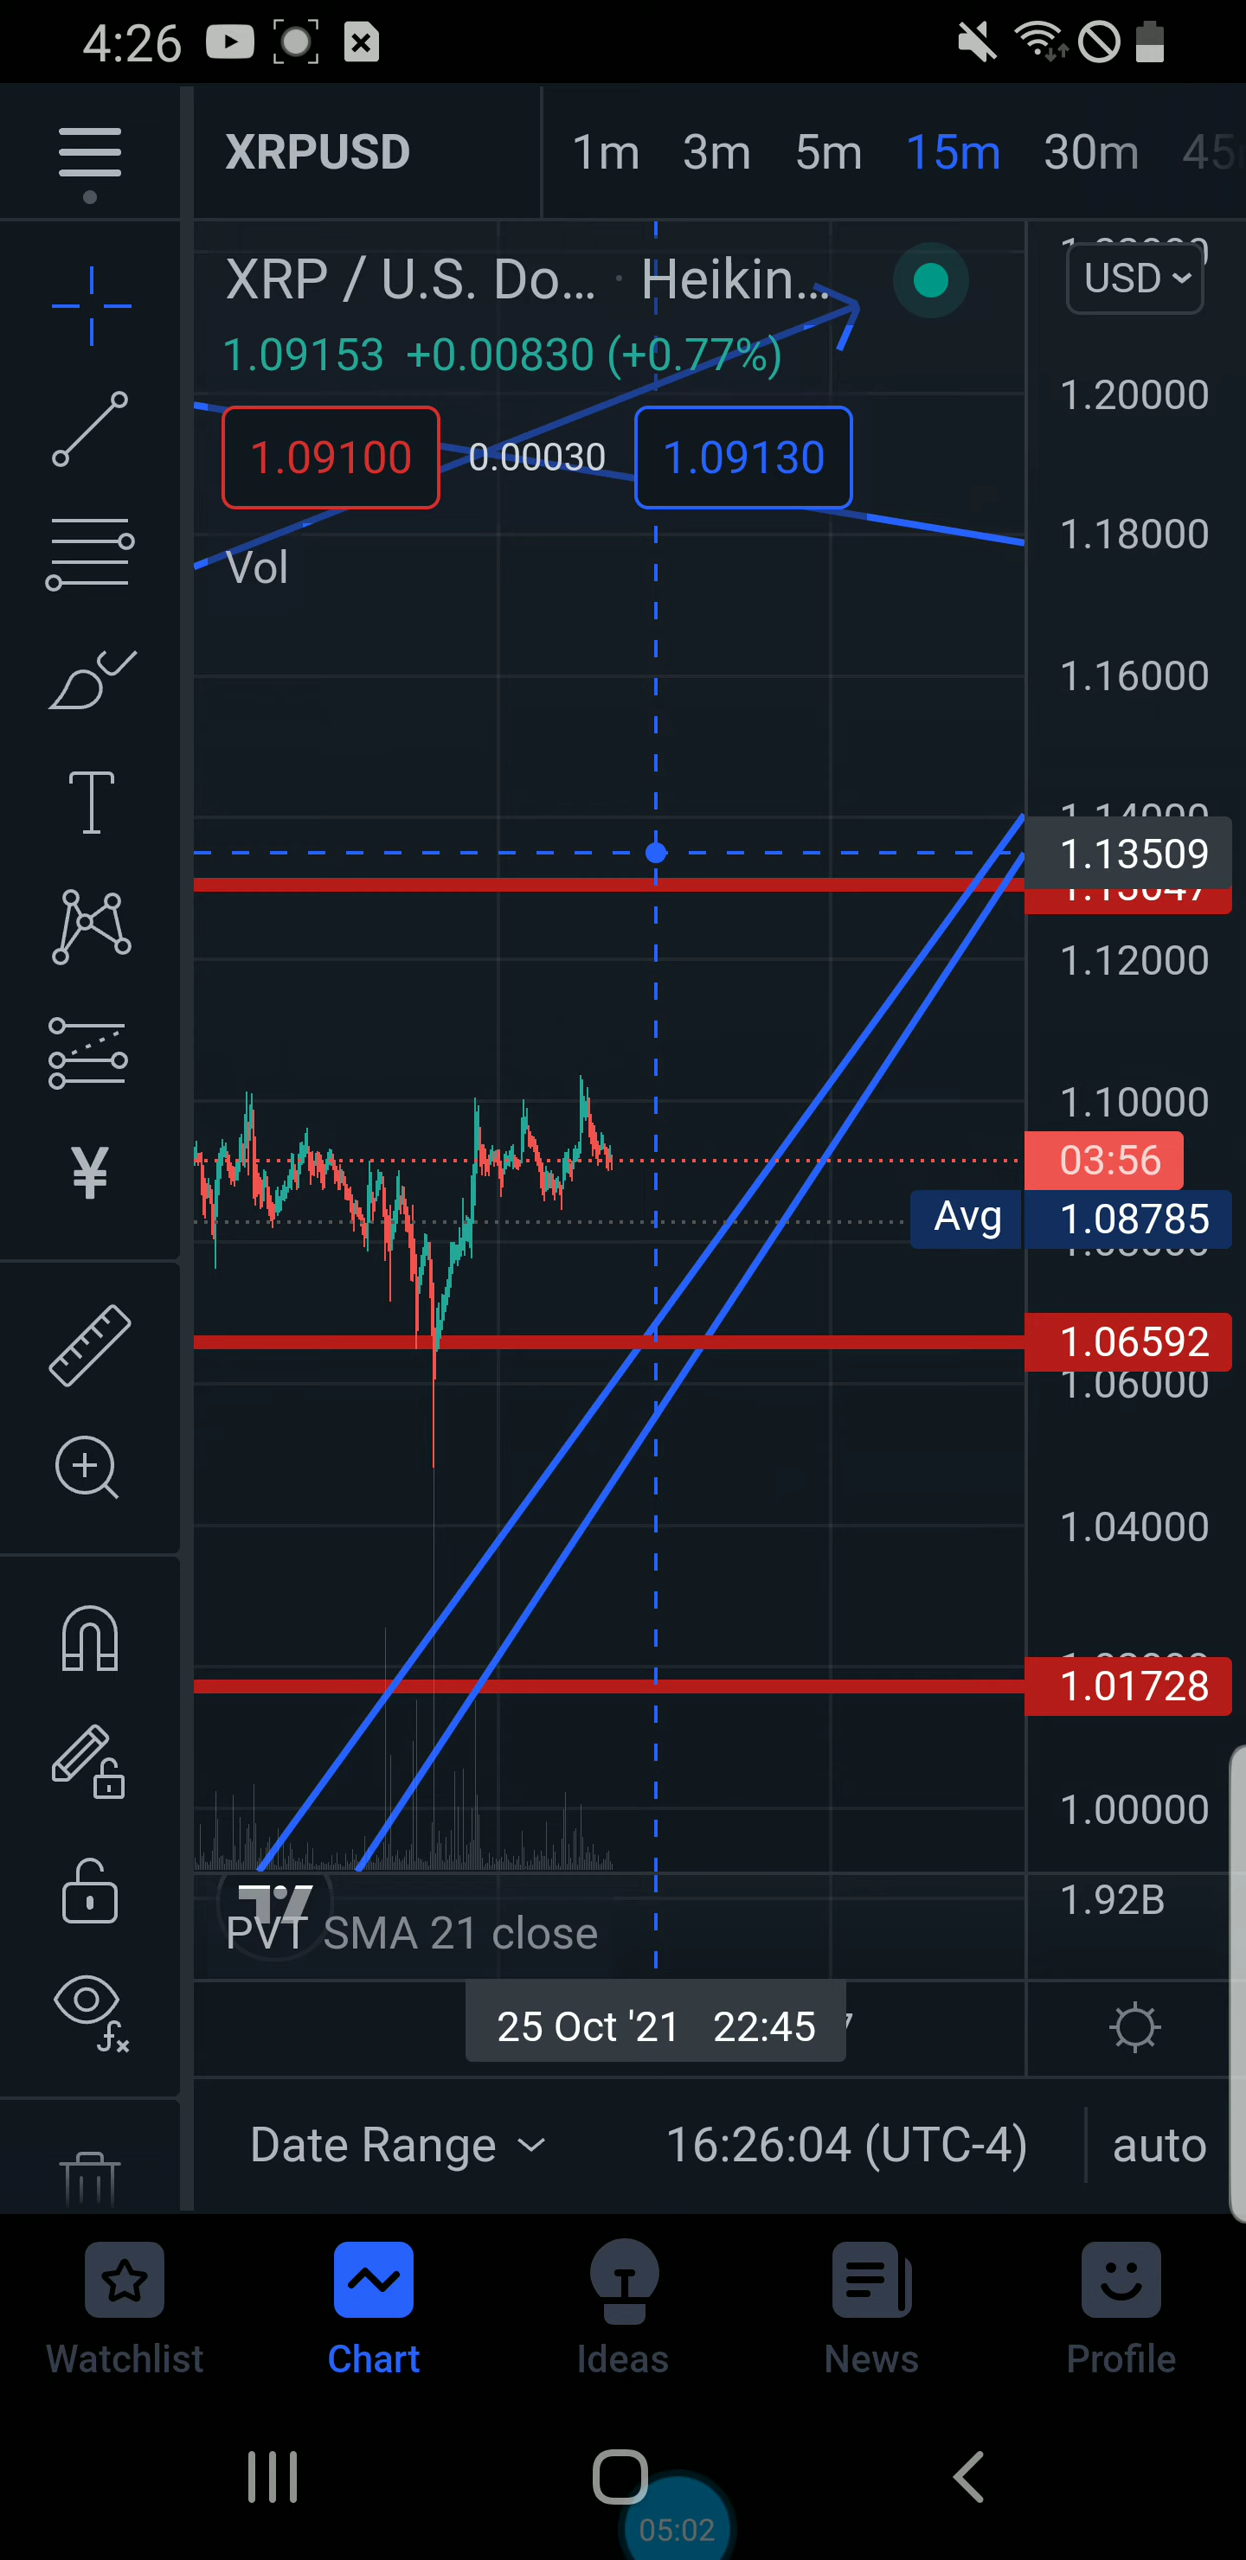 4:26
XRPUSD
1m 3m 5m 15m 30m 45
XRP / U.S. Do... · Heikin...
USD
1.09153 +0.00830 (+0.77%)
1.20000
1.09100 0.00030 1.09130
1.18000
Vol
1.16000
1.14000
1.13509
1.12000
1.10000
03:56
Avg 1.08785
1.06592
1.06000
1.04000
1.01728
1.00000
1.92B
PVT SMA 21 close
25 Oct '21 22:45
Date Range 16:26:04 (UTC-4) auto
Watchlist Chart Ideas News Profile
05:02